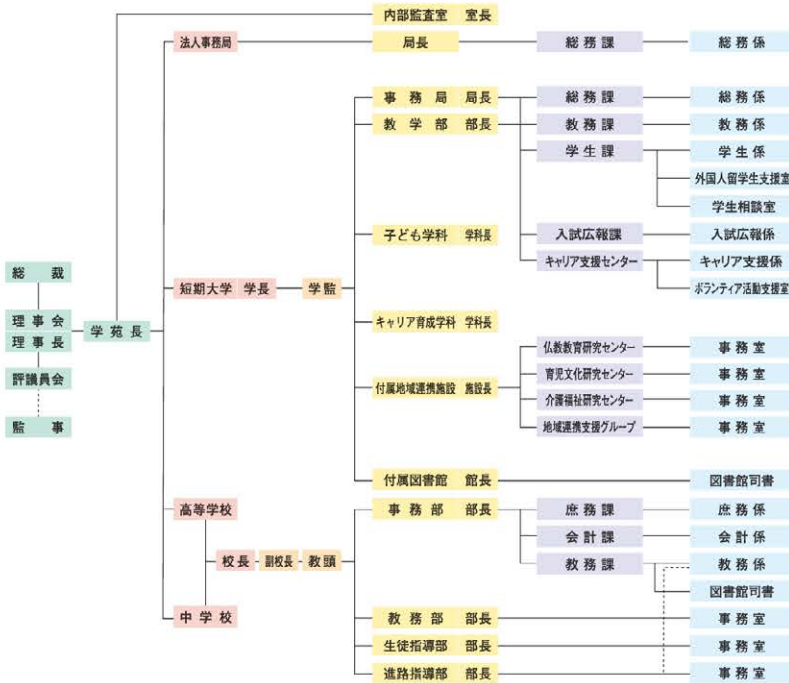 内部監査室 室長
法人事務局 局長 総務課 総務係
事務局 局長 総務課 総務係
教学部 部長 教務課 教務係
学生課 学生係
外国人留学生支援室
学生相談室
子ども学科 学科長 入試広報課 入試広報係
キャリア支援センター キャリア支援係
総裁
短期大学 学長 学監
ボランティア活動支援室
理事会
キャリア育成学科 学科長
学苑長
理事長
仏教教育研究センター 事務室
評議員会
育児文化研究センター 事務室
付属地域連携施設 施設長
介護福祉研究センター 事務室
監事
地域連携支援グループ 事務室
付属図書館 館長 図書館司書
高等学校 事務部 部長 庶務課 庶務係
会計課 会計係
校長 副校長 教頭 教務課 教務係
図書館司書
中学校 教務部 部長 事務室
生徒指導部 部長 事務室
進路指導部 部長 事務室